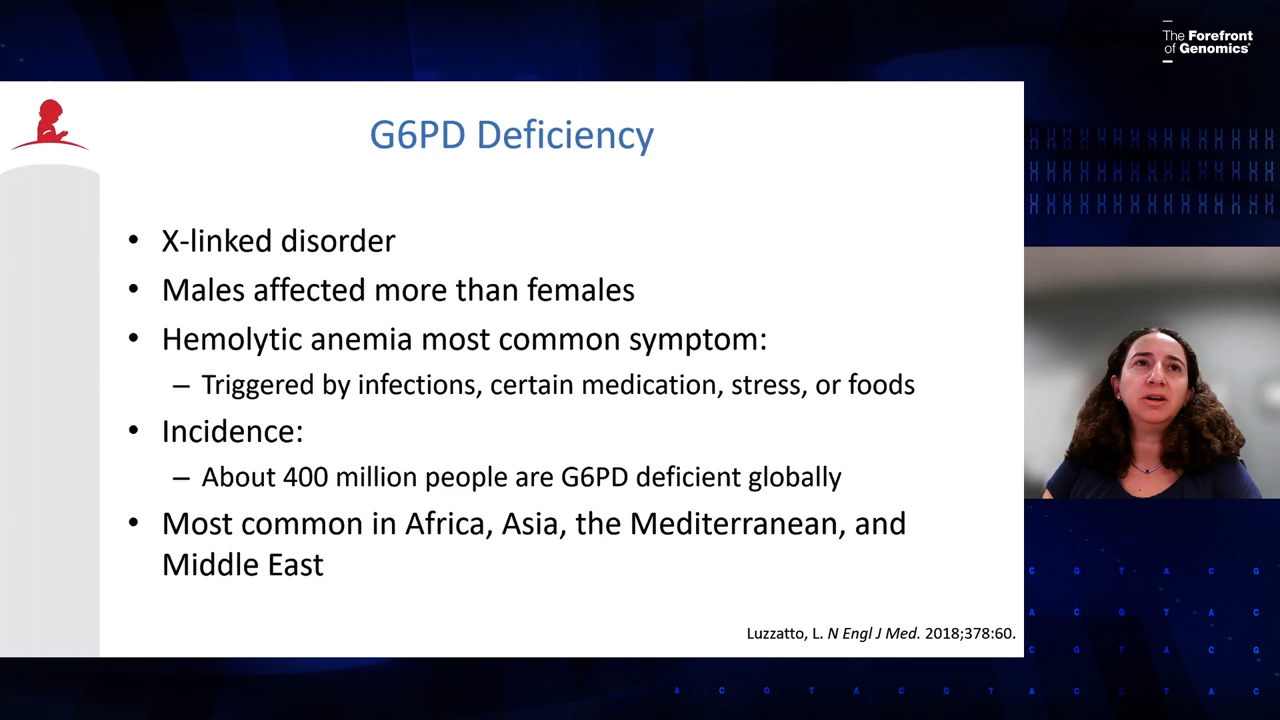 The Forefront
of Genomics®
G6PD Deficiency
• X-linked disorder
• Males affected more than females
• Hemolytic anemia most common symptom:
– Triggered by infections, certain medication, stress, or foods
• Incidence:
– About 400 million people are G6PD deficient globally
• Most common in Africa, Asia, the Mediterranean, and
Middle East
Luzzatto, L. N Engl J Med. 2018;378:60.
C G T A C G
A C G T A C
C G T A C G
A C G T A C G T A C G T A C